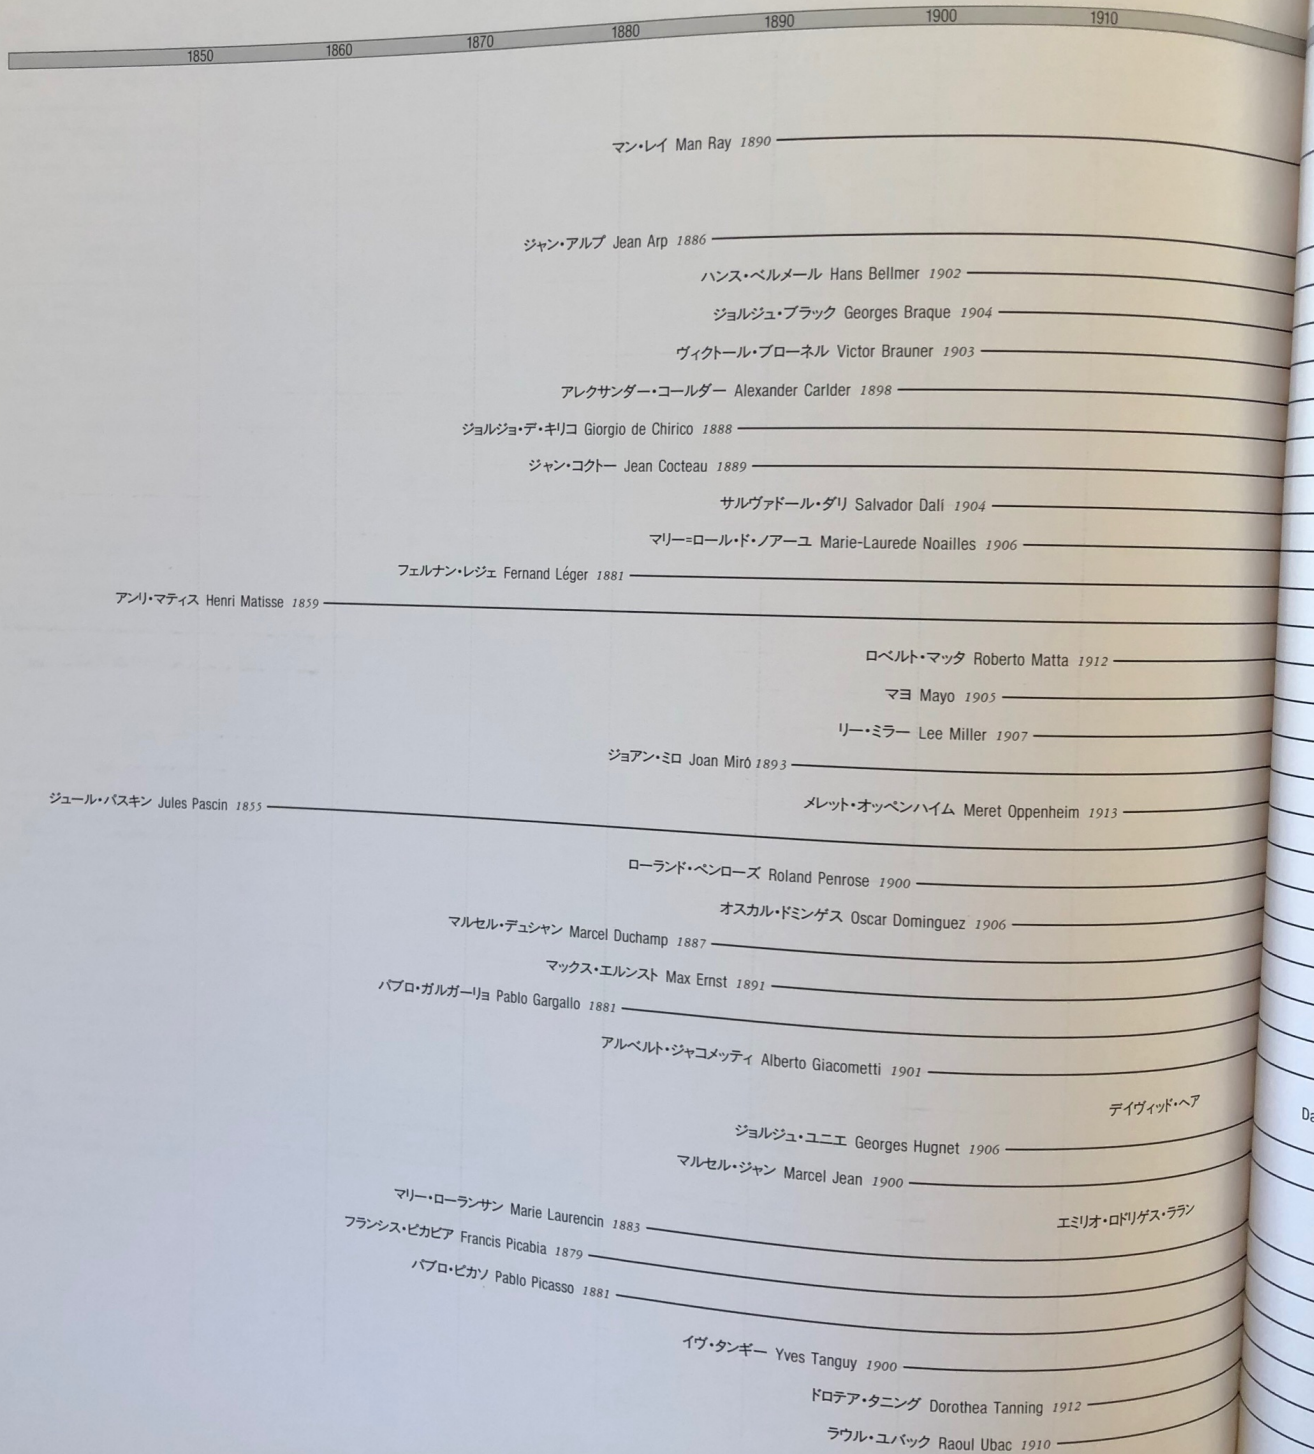 1850 1860 1870 1880 1890 1900 1910
マン・レイ Man Ray 1890
ジャン・アルプ Jean Arp 1886
ハンス・ベルメール Hans Bellmer 1902
ジョルジュ・ブラック Georges Braque 1904
ヴィクトール・ブローネル Victor Brauner 1903
アレクサンダー・コールダー Alexander Carlder 1898
ジョルジョ・デ・キリコ Giorgio de Chirico 1888
ジャン・コクトー Jean Cocteau 1889
サルヴァドール・ダリ Salvador Dalí 1904
マリー=ロール・ド・ノアーユ Marie-Laurede Noailles 1906
フェルナン・レジェ Fernand Léger 1881
アンリ・マティス Henri Matisse 1859
ロベルト・マッタ Roberto Matta 1912
マヨ Mayo 1905
リー・ミラー Lee Miller 1907
ジョアン・ミロ Joan Miró 1893
ジュール・パスキン Jules Pascin 1855
メレット・オッペンハイム Meret Oppenheim 1913
ローランド・ペンローズ Roland Penrose 1900
オスカル・ドミンゲス Oscar Dominguez 1906
マルセル・デュシャン Marcel Duchamp 1887
マックス・エルンスト Max Ernst 1891
パブロ・ガルガーリョ Pablo Gargallo 1881
アルベルト・ジャコメッティ Alberto Giacometti 1901
デイヴィッド・ヘア Da
ジョルジュ・ユニエ Georges Hugnet 1906
マルセル・ジャン Marcel Jean 1900
マリー・ローランサン Marie Laurencin 1883
エミリオ・ロドリゲス・ララン
フランシス・ピカビア Francis Picabia 1879
パブロ・ピカソ Pablo Picasso 1881
イヴ・タンギー Yves Tanguy 1900
ドロテア・タニング Dorothea Tanning 1912
ラウル・ユバック Raoul Ubac 1910